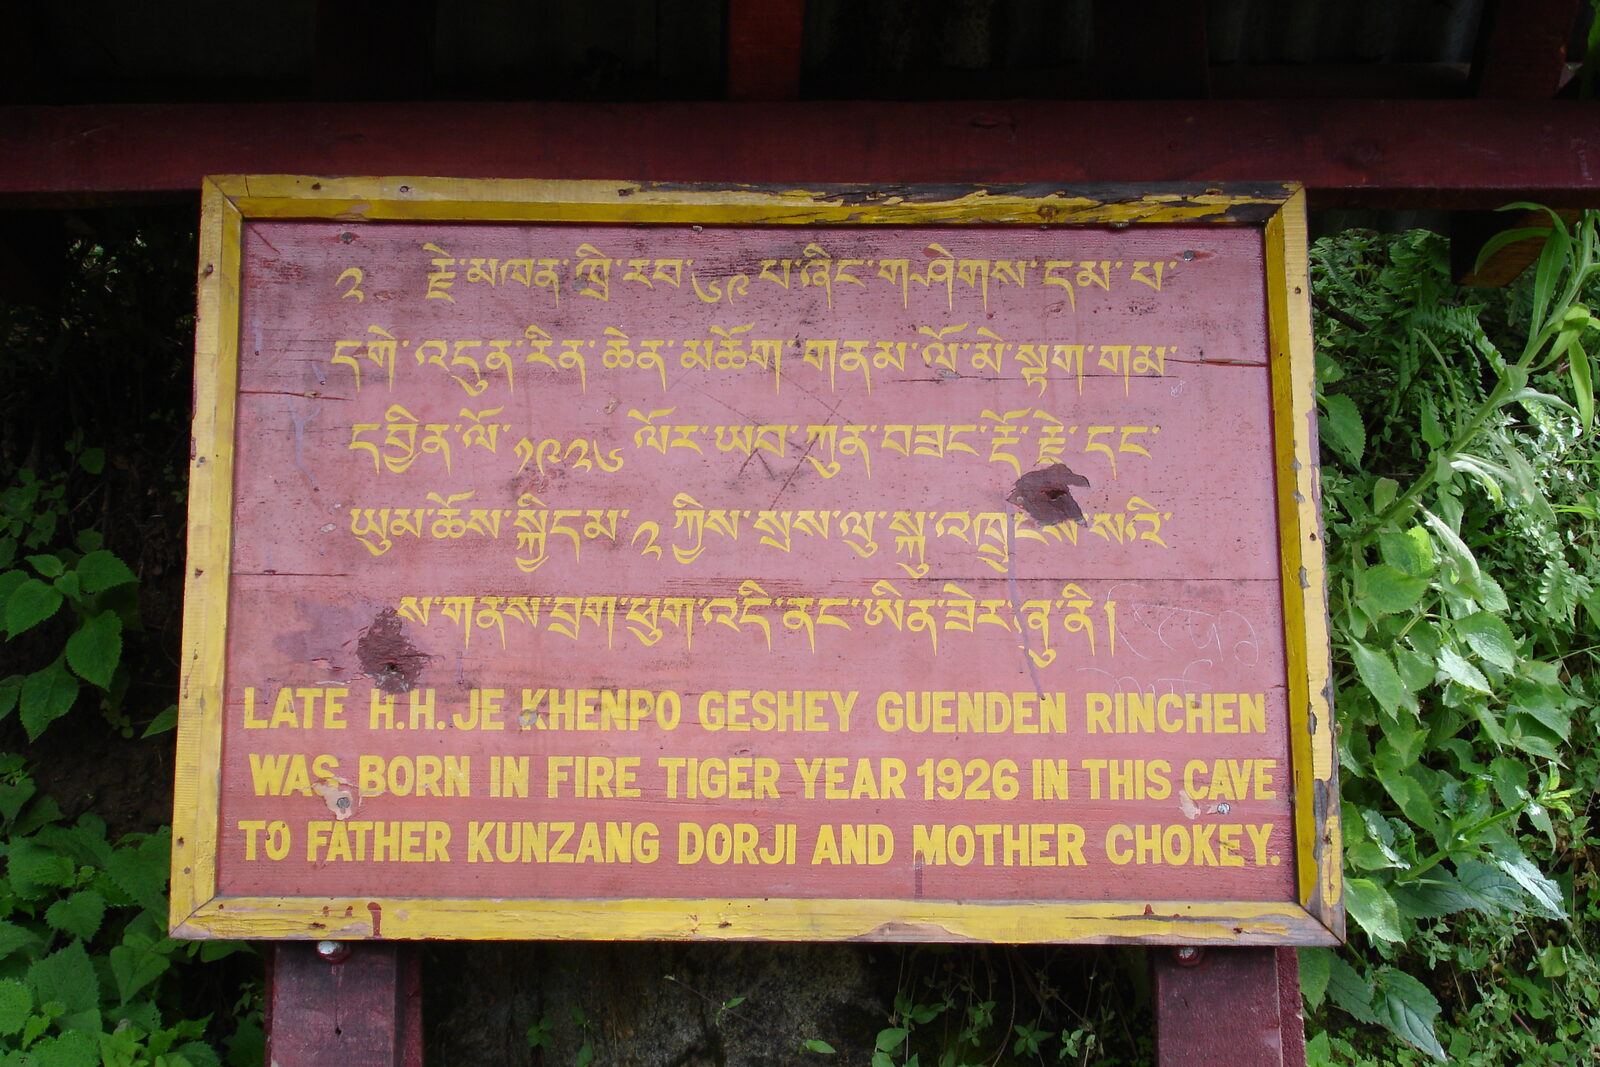 ༢ རྗེ་མཁན་ཁྲི་རབ་༦༩ པ་ཞིང་གཤེགས་དམ་པ་
དགེ་འདུན་རིན་ཆེན་མཆོག་གནམ་ལོ་མེ་སྟག་གམ་
དབྱིན་ལོ་༡༩༢༦ ལོར་ཡབ་ཀུན་བཟང་རྡོ་རྗེ་དང་
ཡུམ་ཆོས་སྐྱིདམ་༢ ཀྱིས་སྲས་ལུ་སྐུ་འཁྲུངས་སའི་
ས་གནས་བྲག་ཕུག་འདི་ནང་ཨིན་ཟེར་ཞུ་ནི།
LATE H.H. JE KHENPO GESHEY GUENDEN RINCHEN
WAS BORN IN FIRE TIGER YEAR 1926 IN THIS CAVE
TO FATHER KUNZANG DORJI AND MOTHER CHOKEY.